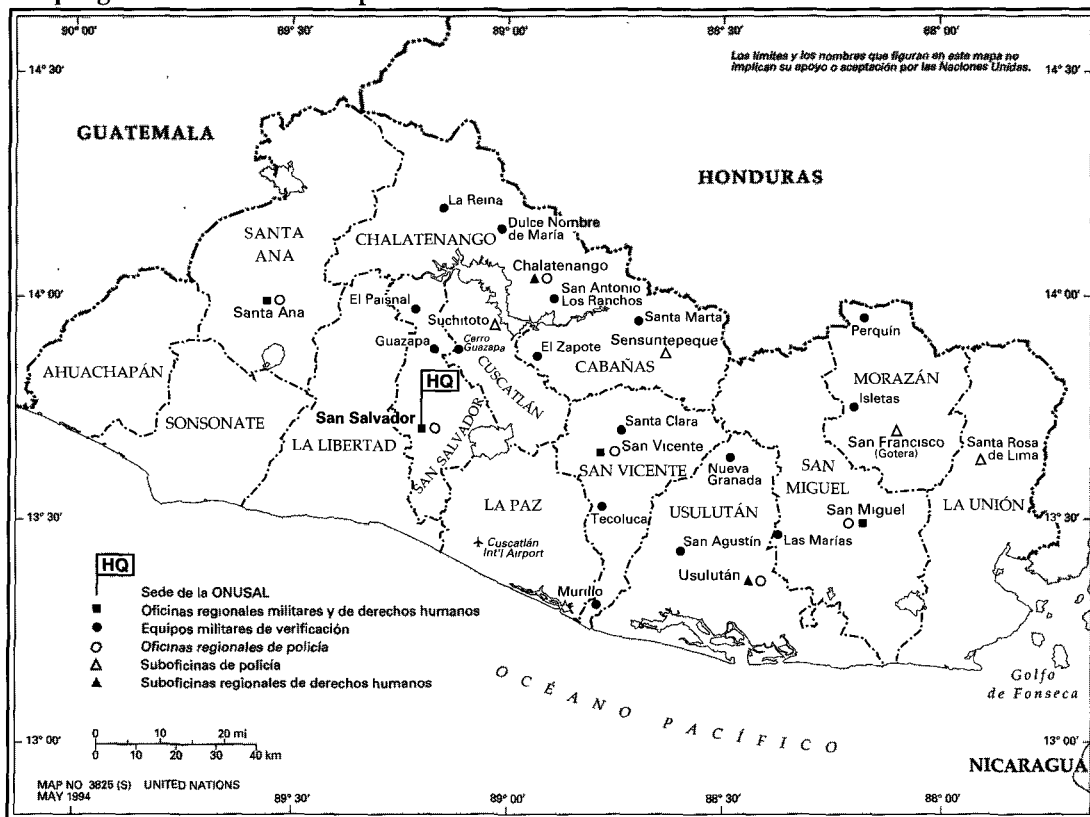 90° 00'
89° 30'
89° 00'
88° 30'
88° 00'
Los límites y los nombres que figuran en este mapa no
implican su apoyo o aceptación por las Naciones Unidas.
14° 30'
14° 30'
GUATEMALA
HONDURAS
La Reina
Dulce Nombre
de María
SANTA
ANA
CHALATENANGO
Chalatenango
San Antonio
Los Ranchos
14° 00'
14° 00'
El Paisnal
Santa Ana
Suchitoto
Santa Marta
Perquín
Guazapa
Cerro
Guazapa
El Zapote
Sensuntepeque
CABAÑAS
AHUACHAPÁN
CUSCATLÁN
MORAZÁN
HQ
Isletas
SONSONATE
San Salvador
LA LIBERTAD
SAN SALVADOR
Santa Clara
San Vicente
SAN VICENTE
San Francisco
(Gotera)
Santa Rosa
de Lima
Nueva
Granada
SAN
MIGUEL
LA PAZ
Tecoluca
USULUTÁN
San Miguel
LA UNIÓN
13° 30'
13° 30'
Cuscatlán
Int'l Airport
San Agustín
Las Marías
Usulután
Murillo
HQ
Sede de la ONUSAL
Oficinas regionales militares y de derechos humanos
Equipos militares de verificación
Oficinas regionales de policía
Suboficinas de policía
Suboficinas regionales de derechos humanos
OCÉANO PACÍFICO
Golfo
de Fonseca
0 10 20 mi
0 10 20 30 40 km
13° 00'
13° 00'
NICARAGUA
MAP NO 3825 (S) UNITED NATIONS
MAY 1994
90° 00'
89° 30'
89° 00'
88° 30'
88° 00'